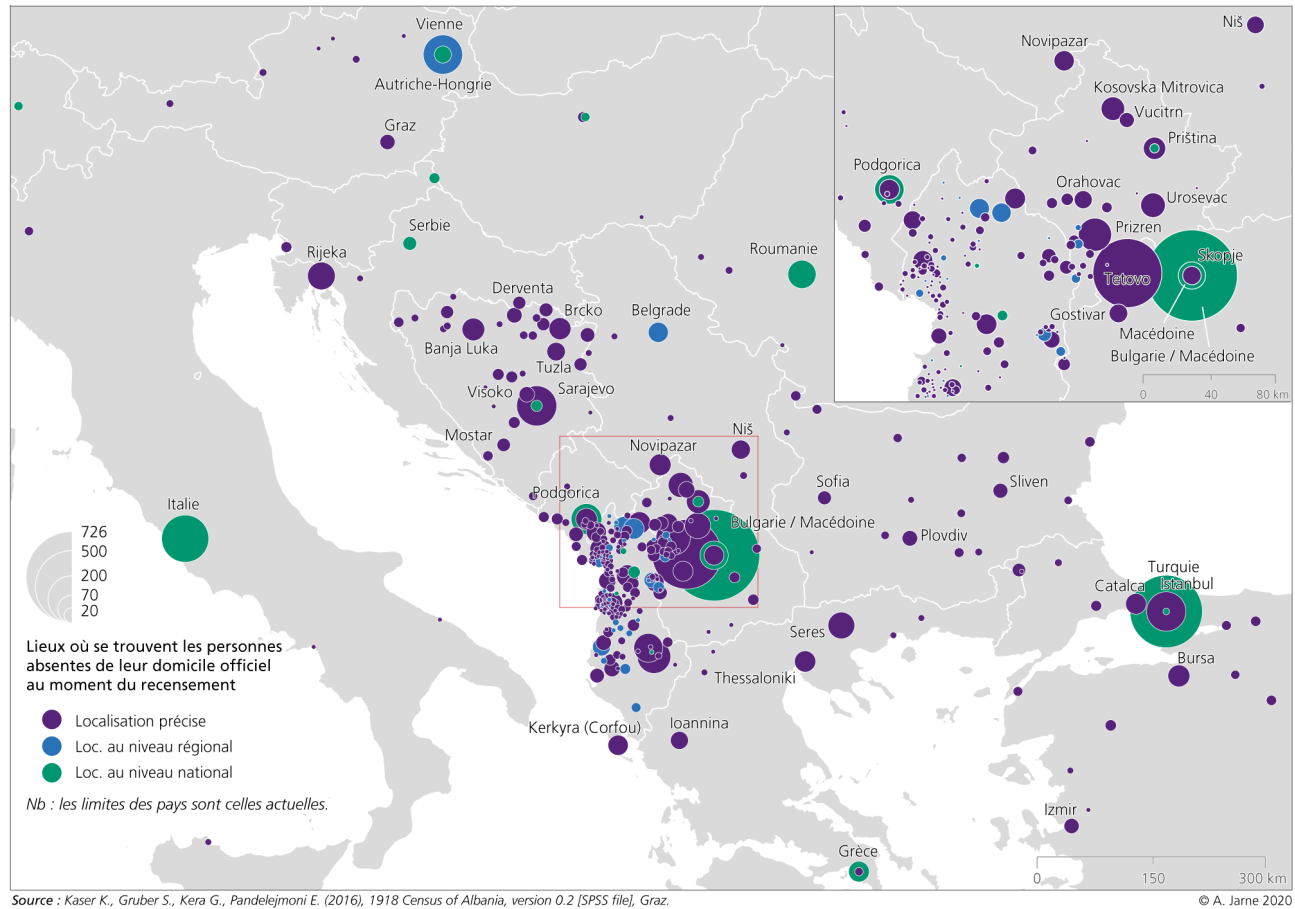 Vienne
Autriche-Hongrie
Graz
Serbie
Rijeka
Roumanie
Derventa
Brcko
Belgrade
Banja Luka
Tuzla
Visoko
Sarajevo
Mostar
Niš
Novipazar
Podgorica
Bulgarie / Macédoine
Sofia
Sliven
Plovdiv
Italie
Turquie
Catalca
Istanbul
Seres
Thessaloniki
Bursa
Kerkyra (Corfou)
Ioannina
Izmir
Grèce
Niš
Novipazar
Kosovska Mitrovica
Vucitrn
Priština
Podgorica
Orahovac
Urosevac
Prizren
Skopje
Tetovo
Gostivar
Macédoine
Bulgarie / Macédoine
0 40 80 km
726
500
200
70
20
Lieux où se trouvent les personnes
absentes de leur domicile officiel
au moment du recensement
Localisation précise
Loc. au niveau régional
Loc. au niveau national
Nb : les limites des pays sont celles actuelles.
0 150 300 km
Source : Kaser K., Gruber S., Kera G., Pandelejmoni E. (2016), 1918 Census of Albania, version 0.2 [SPSS file], Graz.
© A. Jarne 2020